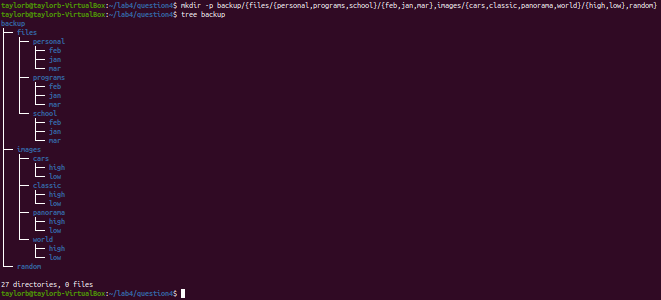 taylorb@taylorb-VirtualBox:~/lab4/question4$ mkdir -p backup/{files/{personal,programs,school}/{feb,jan,mar},images/{cars,classic,panorama,world}/{high,low},random}
taylorb@taylorb-VirtualBox:~/lab4/question4$ tree backup
backup
├── files
│   ├── personal
│   │   ├── feb
│   │   ├── jan
│   │   └── mar
│   ├── programs
│   │   ├── feb
│   │   ├── jan
│   │   └── mar
│   └── school
│       ├── feb
│       ├── jan
│       └── mar
├── images
│   ├── cars
│   │   ├── high
│   │   └── low
│   ├── classic
│   │   ├── high
│   │   └── low
│   ├── panorama
│   │   ├── high
│   │   └── low
│   └── world
│       ├── high
│       └── low
└── random
27 directories, 0 files
taylorb@taylorb-VirtualBox:~/lab4/question4$